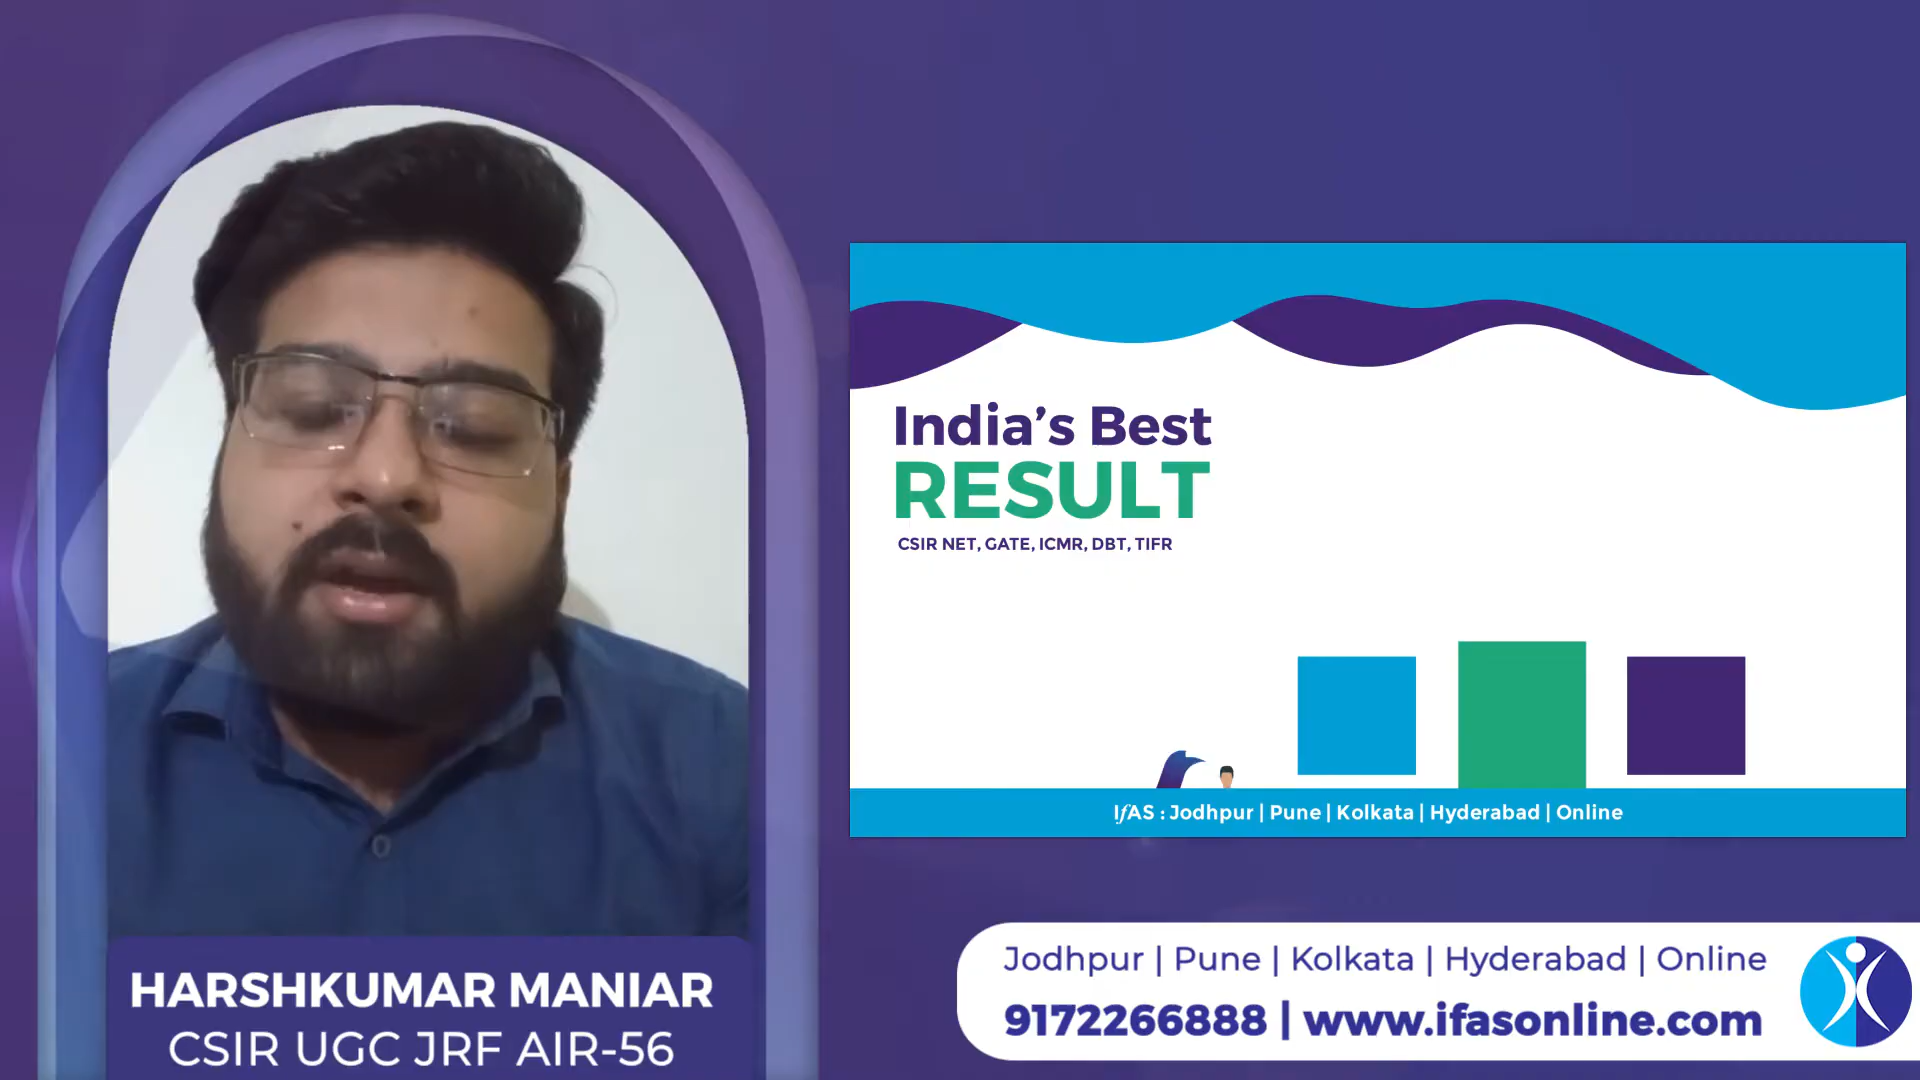 India’s Best
RESULT
CSIR NET, GATE, ICMR, DBT, TIFR
IfAS : Jodhpur | Pune | Kolkata | Hyderabad | Online
HARSHKUMAR MANIAR
CSIR UGC JRF AIR-56
Jodhpur | Pune | Kolkata | Hyderabad | Online
9172266888 | www.ifasonline.com